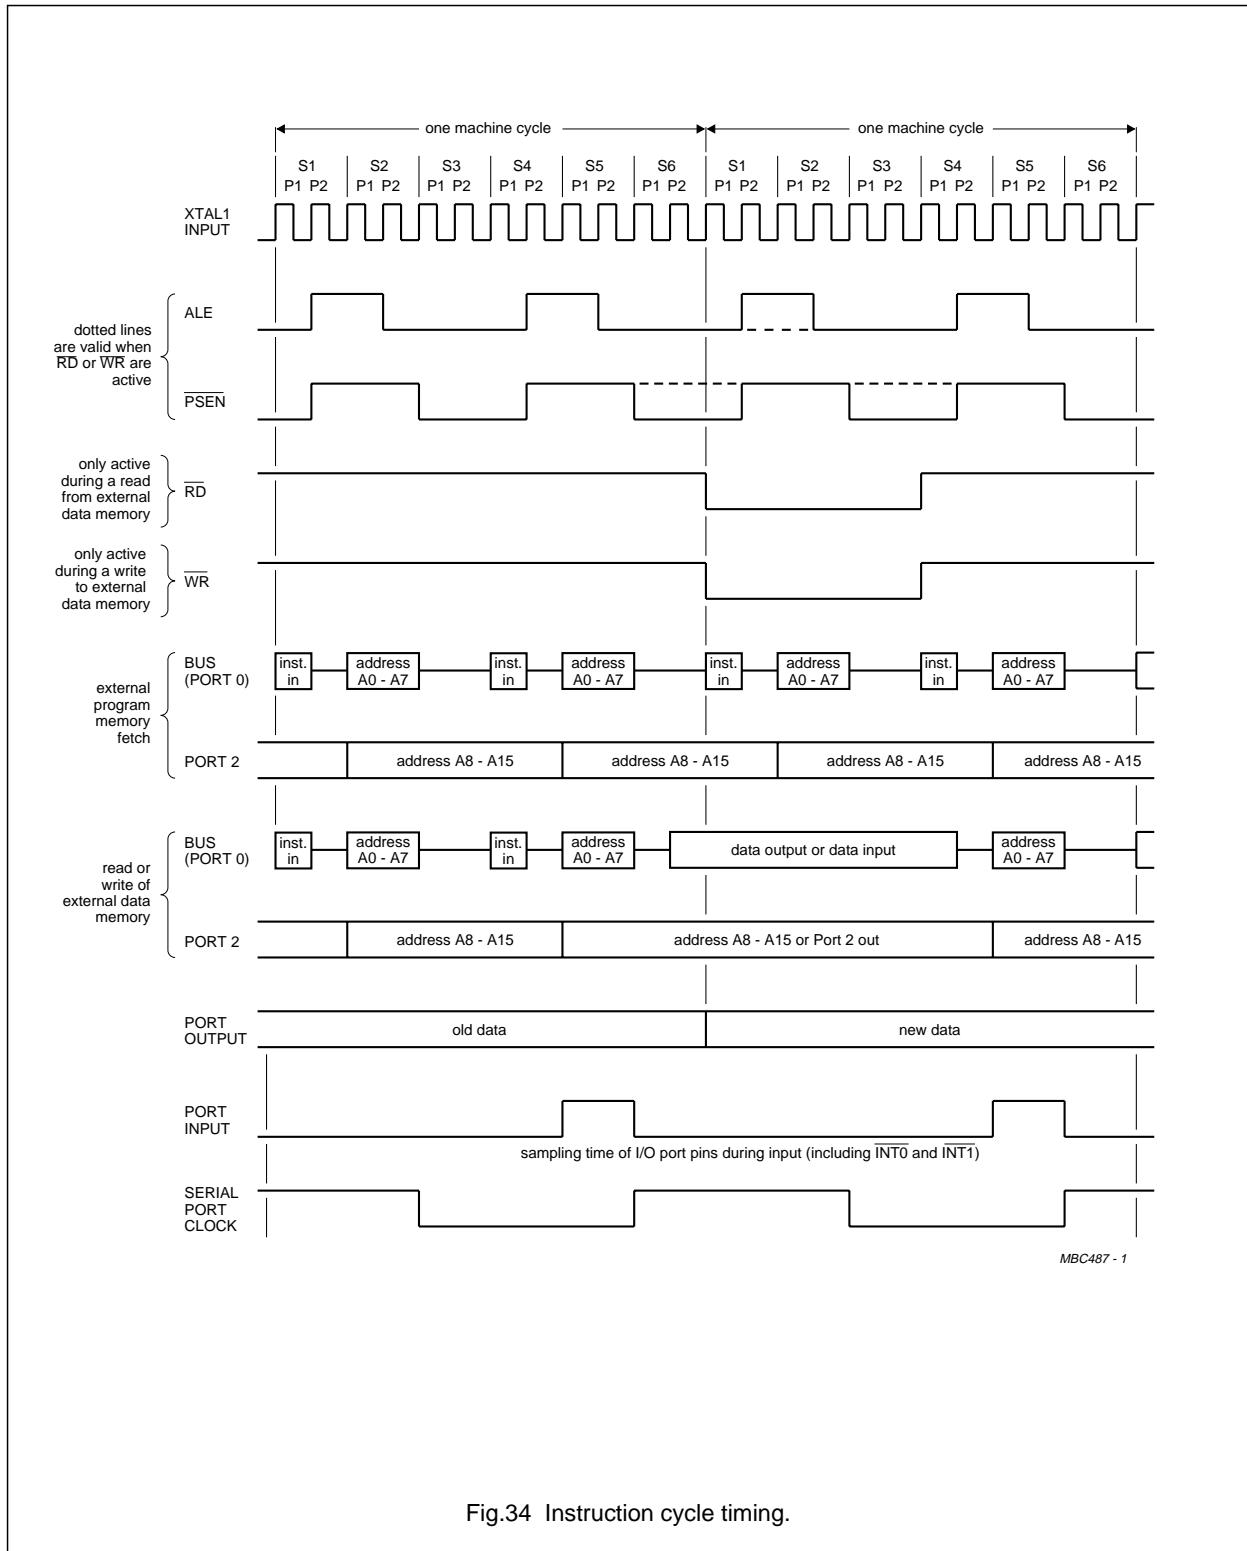 one machine cycle one machine cycle
S1 S2 S3 S4 S5 S6 S1 S2 S3 S4 S5 S6
P1 P2 P1 P2 P1 P2 P1 P2 P1 P2 P1 P2 P1 P2 P1 P2 P1 P2 P1 P2 P1 P2 P1 P2
XTAL1
INPUT
dotted lines
are valid when
RD or WR are
active
ALE
PSEN
only active
during a read
from external
data memory
RD
only active
during a write
to external
data memory
WR
external
program
memory
fetch
BUS
(PORT 0)
inst. address inst. address inst. address inst. address
in A0 - A7 in A0 - A7 in A0 - A7 in A0 - A7
PORT 2
address A8 - A15 address A8 - A15 address A8 - A15 address A8 - A15
read or
write of
external data
memory
BUS
(PORT 0)
inst. address inst. address data output or data input address
in A0 - A7 in A0 - A7 A0 - A7
PORT 2
address A8 - A15 address A8 - A15 or Port 2 out address A8 - A15
PORT
OUTPUT
old data new data
PORT
INPUT
sampling time of I/O port pins during input (including INT0 and INT1)
SERIAL
PORT
CLOCK
MBC487 - 1
Fig.34 Instruction cycle timing.